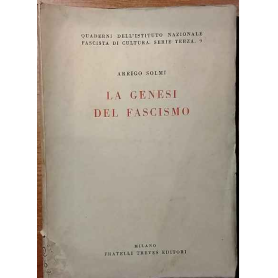 QUADERNI DELL'ISTITUTO NAZIONALE
FASCISTA DI CULTURA. SERIE TERZA. 9
ARRIGO SOLMI
LA GENESI
DEL FASCISMO
MILANO
FRATELLI TREVES EDITORI